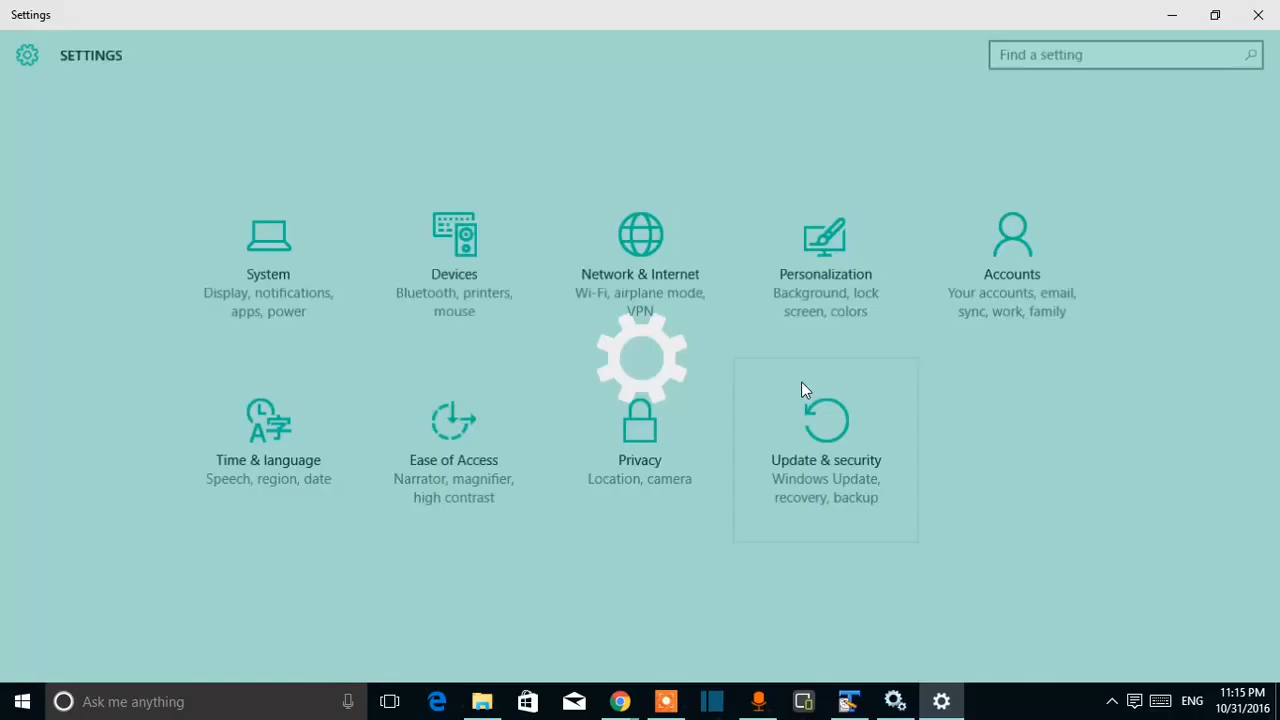 Settings
SETTINGS
Find a setting
System
Display, notifications,
apps, power
Devices
Bluetooth, printers,
mouse
Network & Internet
Wi-Fi, airplane mode,
VPN
Personalization
Background, lock
screen, colors
Accounts
Your accounts, email,
sync, work, family
A字
Time & language
Speech, region, date
Ease of Access
Narrator, magnifier,
high contrast
Privacy
Location, camera
Update & security
Windows Update,
recovery, backup
Ask me anything
ENG
11:15 PM
10/31/2016